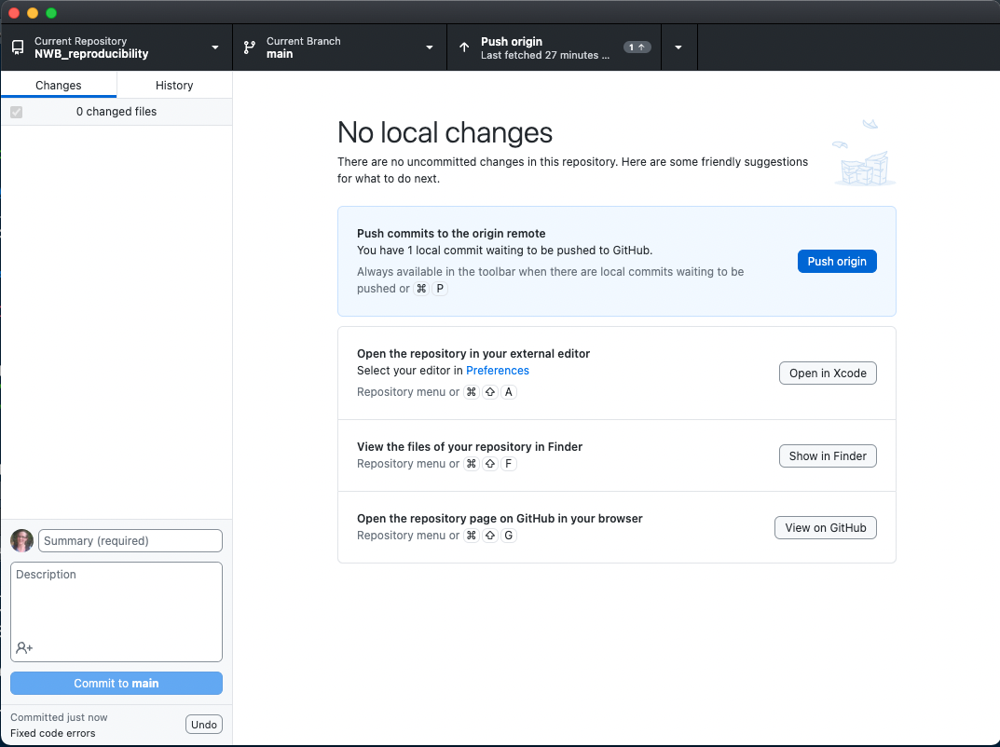 Current Repository
NWB_reproducibility
Current Branch
main
Push origin
Last fetched 27 minutes ...
1
Changes
History
0 changed files
No local changes
There are no uncommitted changes in this repository. Here are some friendly suggestions
for what to do next.
Push commits to the origin remote
You have 1 local commit waiting to be pushed to GitHub.
Always available in the toolbar when there are local commits waiting to be
pushed or ⌘ P
Push origin
Open the repository in your external editor
Select your editor in Preferences
Repository menu or ⌘ ⇧ A
Open in Xcode
View the files of your repository in Finder
Repository menu or ⌘ ⇧ F
Show in Finder
Open the repository page on GitHub in your browser
Repository menu or ⌘ ⇧ G
View on GitHub
Summary (required)
Description
Commit to main
Committed just now
Fixed code errors
Undo